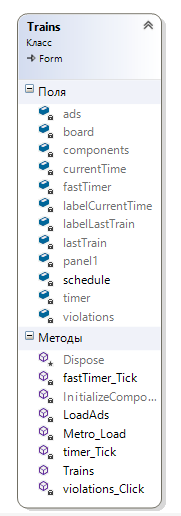 Trains
Класс
Form
Поля
ads
board
components
currentTime
fastTimer
labelCurrentTime
labelLastTrain
lastTrain
panel1
schedule
timer
violations
Методы
Dispose
fastTimer_Tick
InitializeCompo...
LoadAds
Metro_Load
timer_Tick
Trains
violations_Click